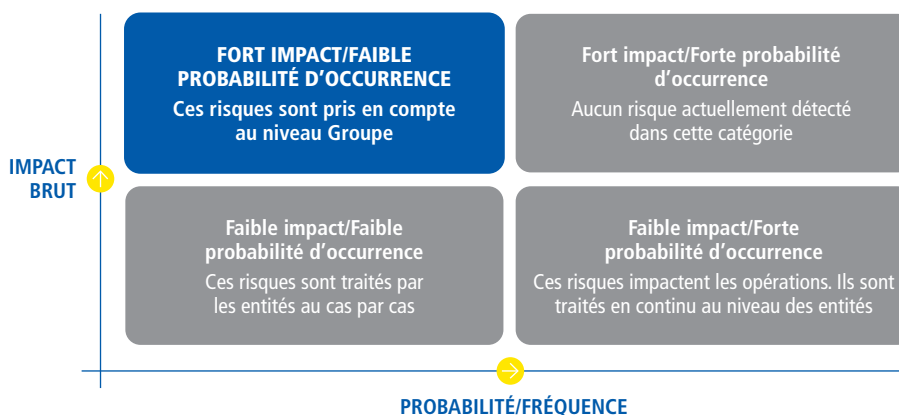 FORT IMPACT/FAIBLE
PROBABILITÉ D’OCCURRENCE
Ces risques sont pris en compte
au niveau Groupe
Fort impact/Forte probabilité
d’occurrence
Aucun risque actuellement détecté
dans cette catégorie
IMPACT
BRUT
Faible impact/Faible
probabilité d’occurrence
Ces risques sont traités par
les entités au cas par cas
Faible impact/Forte
probabilité d’occurrence
Ces risques impactent les opérations. Ils sont
traités en continu au niveau des entités
PROBABILITÉ/FRÉQUENCE